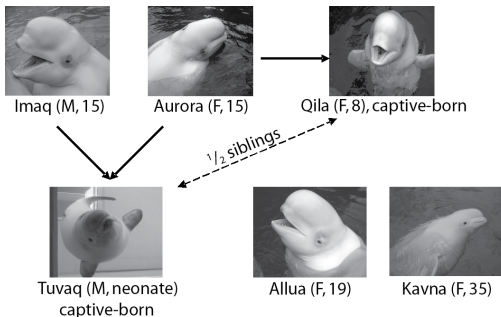 Imaq (M, 15)
Aurora (F, 15)
Qila (F, 8), captive-born
½ siblings
Tuvaq (M, neonate)
captive-born
Allua (F, 19)
Kavna (F, 35)